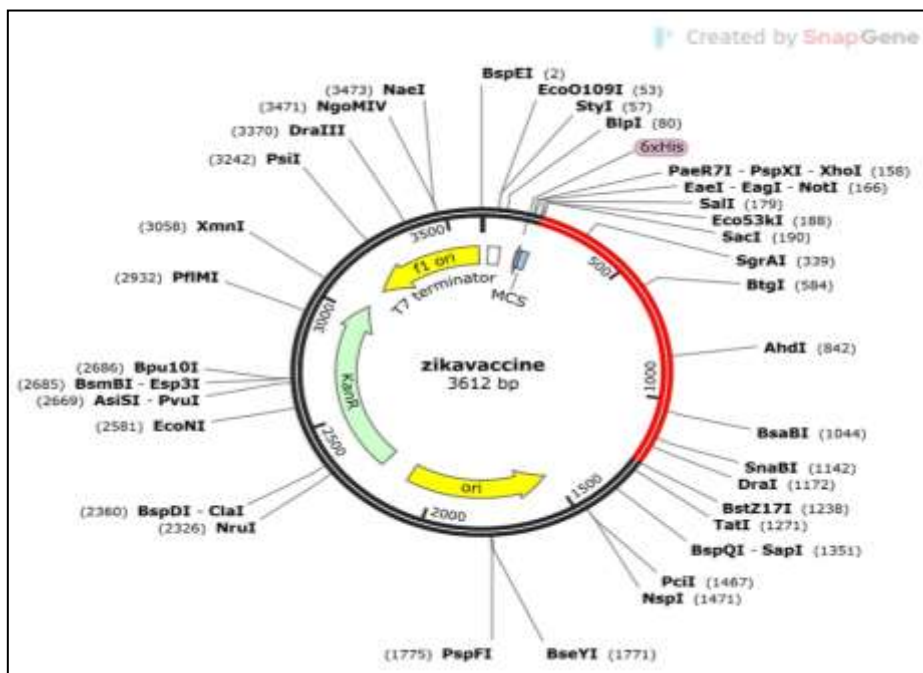 Created by SnapGene
BspEI (2)
EcoO109I (53)
StyI (57)
BlpI (80)
6xHis
PaeR7I - PspXI - XhoI (158)
EaeI - EagI - NotI (166)
SalI (179)
Eco53kI (188)
SacI (190)
SgrAI (339)
BtgI (584)
AhdI (842)
BsaBI (1044)
SnaBI (1142)
DraI (1172)
BstZ17I (1238)
TatI (1271)
BspQI - SapI (1351)
PciI (1467)
NspI (1471)
BseYI (1771)
(1775) PspFI
(2326) NruI
(2360) BspDI - ClaI
(2581) EcoNI
(2669) AsiSI - PvuI
(2685) BsmBI - Esp3I
(2686) Bpu10I
(2932) PflMI
(3058) XmnI
(3242) PsiI
(3370) DraIII
(3471) NgoMIV
(3473) NaeI
500
1000
1500
2000
2500
3000
3500
f1 ori
T7 terminator
MCS
KanR
ori
zikavaccine
3612 bp